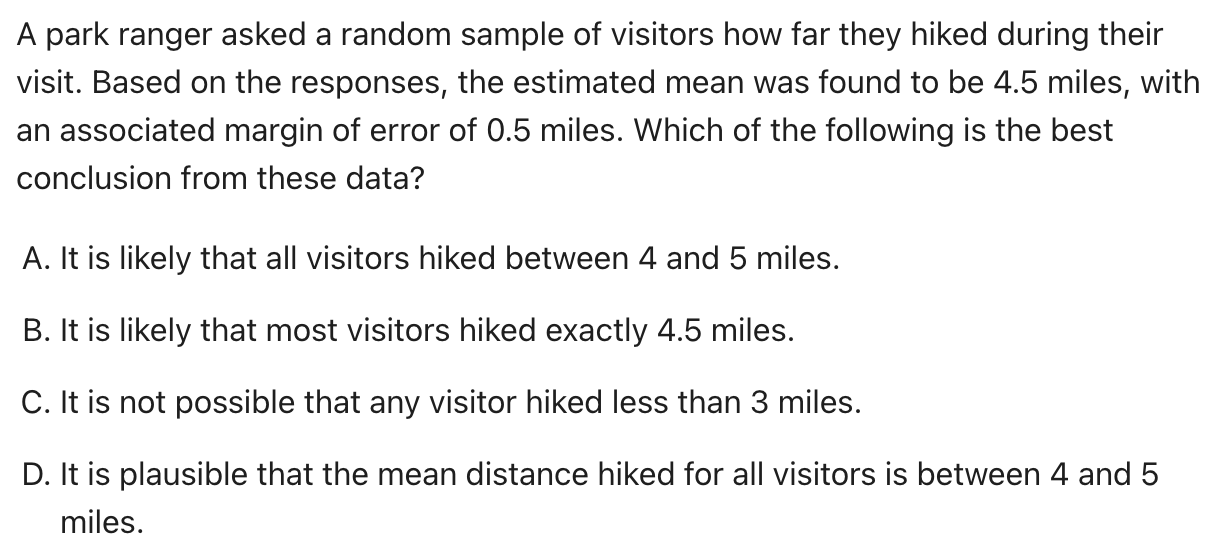 A park ranger asked a random sample of visitors how far they hiked during their
visit. Based on the responses, the estimated mean was found to be 4.5 miles, with
an associated margin of error of 0.5 miles. Which of the following is the best
conclusion from these data?
A. It is likely that all visitors hiked between 4 and 5 miles.
B. It is likely that most visitors hiked exactly 4.5 miles.
C. It is not possible that any visitor hiked less than 3 miles.
D. It is plausible that the mean distance hiked for all visitors is between 4 and 5
miles.